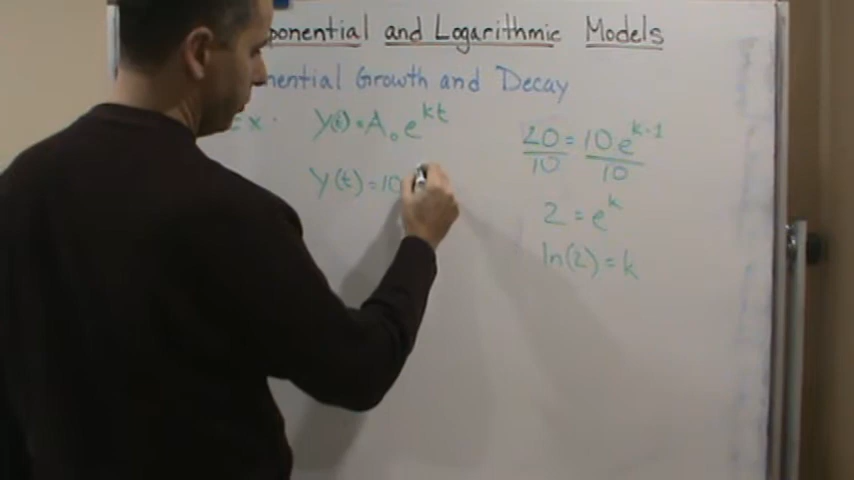 ponential and Logarithmic Models
nential Growth and Decay
Ex. y(t) = A₀ e^{kt}
y(t) = 10
20 = 10e^{k·1}
10 10
2 = e^k
ln(2) = k